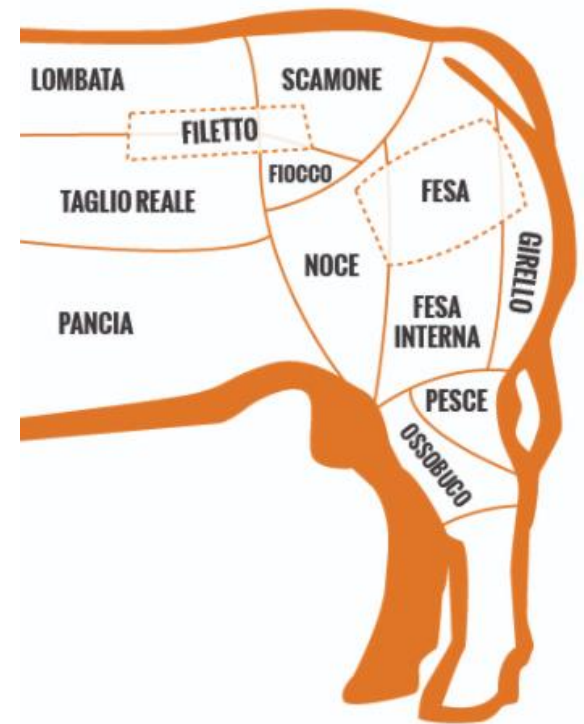 LOMBATA
SCAMONE
FILETTO
FIOCCO
TAGLIO REALE
FESA
NOCE
GIRELLO
PANCIA
FESA
INTERNA
PESCE
OSSOBUCO